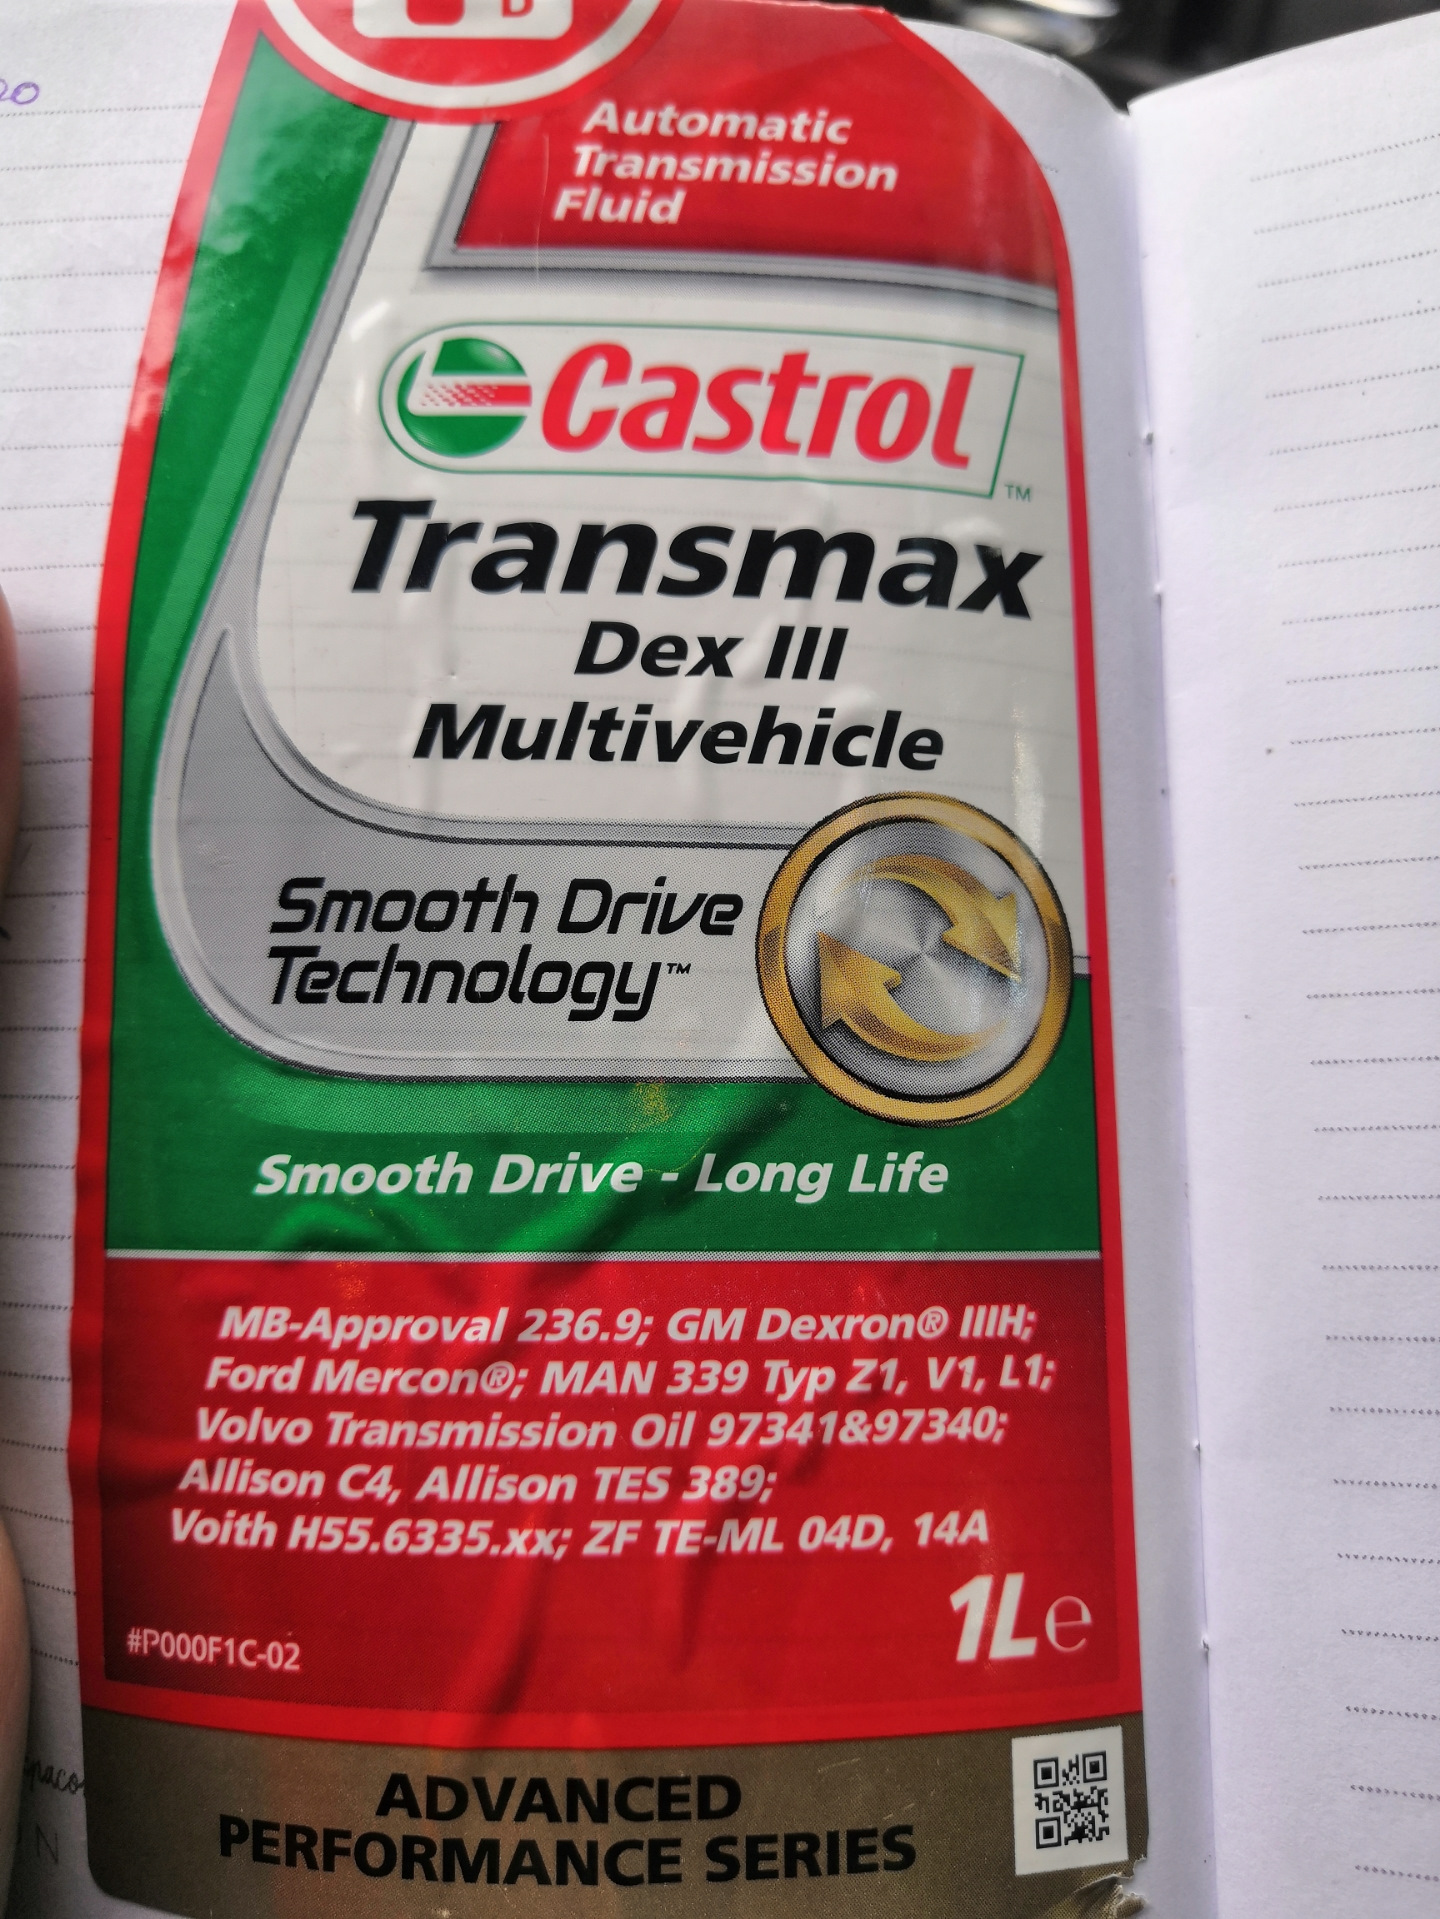 20
D
Automatic
Transmission
Fluid
Castrol
TM
Transmax
Dex III
Multivehicle
Smooth Drive
Technology™
Smooth Drive - Long Life
MB-Approval 236.9; GM Dexron® IIIH;
Ford Mercon®; MAN 339 Typ Z1, V1, L1;
Volvo Transmission Oil 97341&97340;
Allison C4, Allison TES 389;
Voith H55.6335.xx; ZF TE-ML 04D, 14A
1L e
#P000F1C-02
ADVANCED
PERFORMANCE SERIES